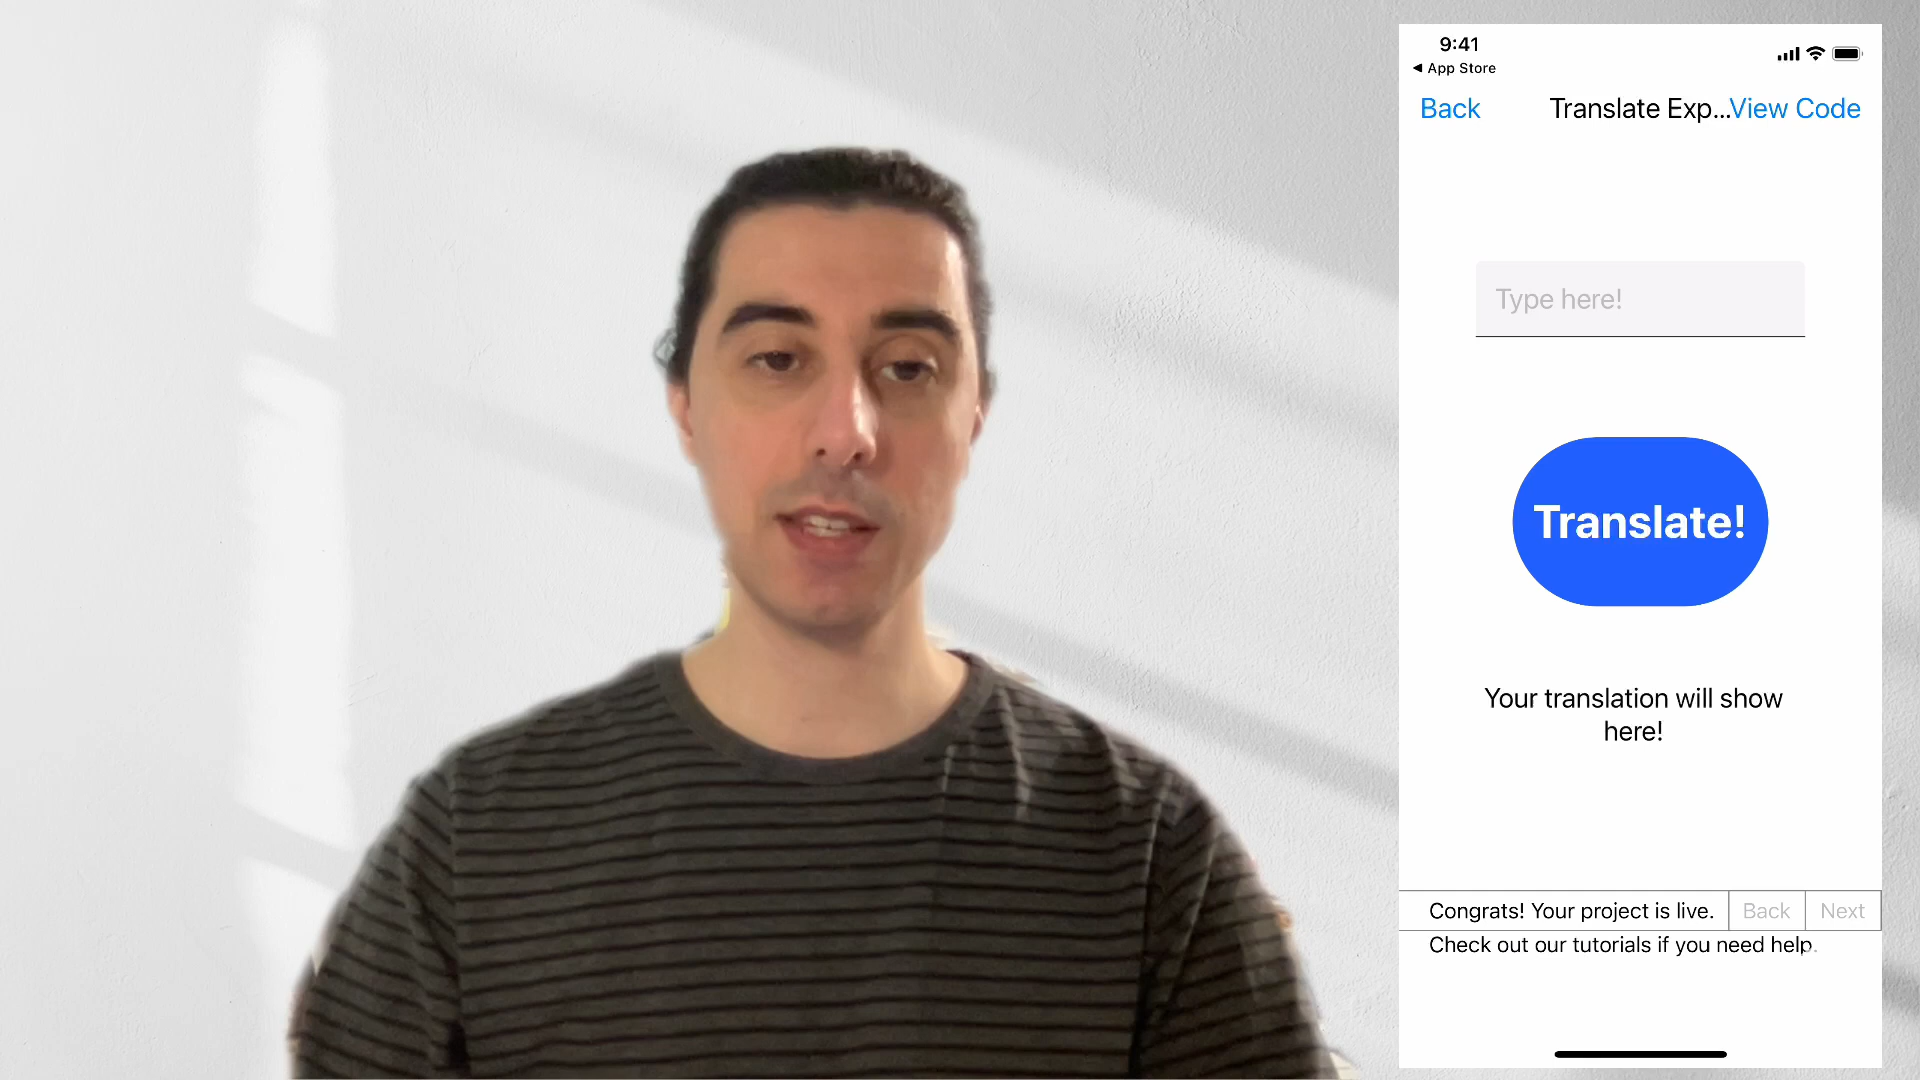 9:41
◀ App Store
Back
Translate Exp...
View Code
Type here!
Translate!
Your translation will show
here!
Congrats! Your project is live.
Back
Next
Check out our tutorials if you need help.